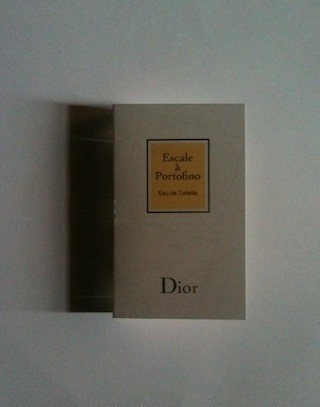 Escale
à
Portofino
Eau de Toilette
Dior